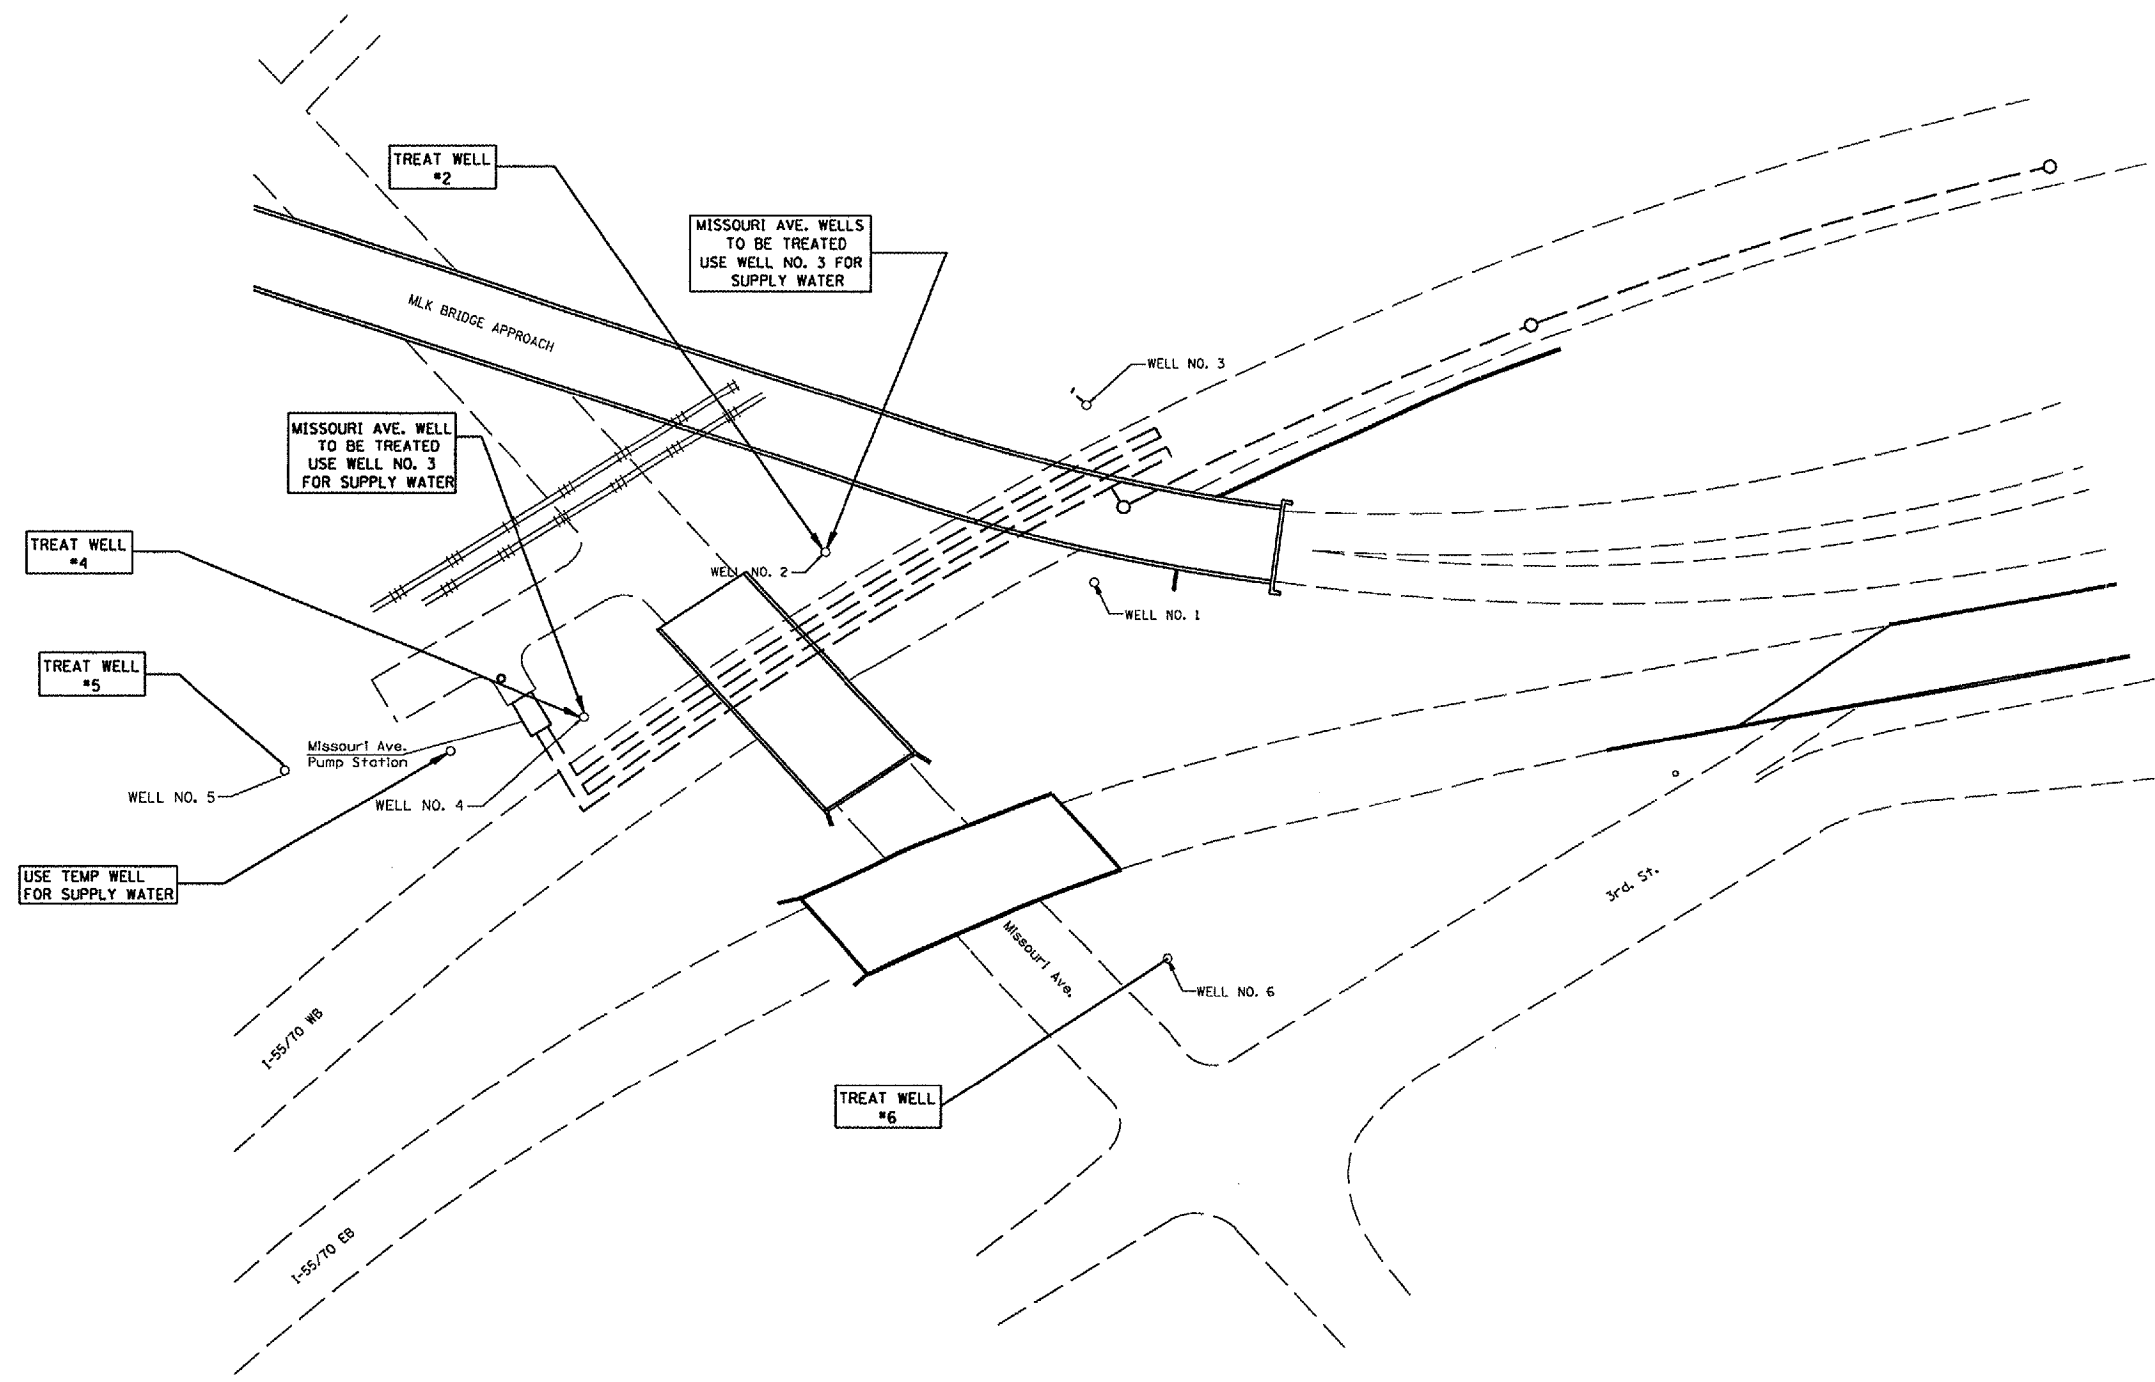 TREAT WELL
#2
MISSOURI AVE. WELLS
TO BE TREATED
USE WELL NO. 3 FOR
SUPPLY WATER
MLK BRIDGE APPROACH
WELL NO. 3
MISSOURI AVE. WELL
TO BE TREATED
USE WELL NO. 3
FOR SUPPLY WATER
TREAT WELL
#4
WELL NO. 2
WELL NO. 1
TREAT WELL
#5
Missouri Ave.
Pump Station
WELL NO. 5
WELL NO. 4
USE TEMP WELL
FOR SUPPLY WATER
3rd. St.
Missouri Ave.
WELL NO. 6
I-55/70 WB
TREAT WELL
#6
I-55/70 EB